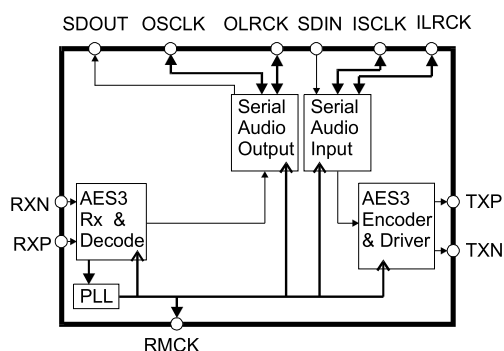 SDOUT OSCLK OLRCK SDIN ISCLK ILRCK
Serial
Audio
Output
Serial
Audio
Input
RXN
RXP
AES3
Rx &
Decode
AES3
Encoder
& Driver
TXP
TXN
PLL
RMCK